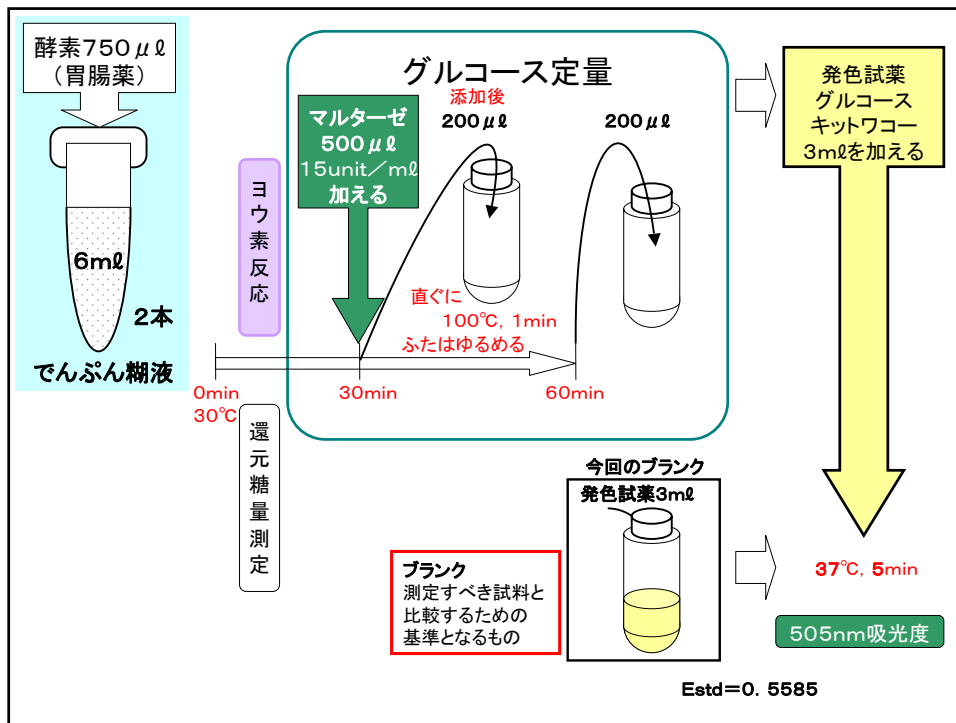 酵素750μℓ
(胃腸薬)
6mℓ
2本
でんぷん糊液
0min
30℃
ヨウ素反応
還元糖量測定
グルコース定量
マルターゼ
500μℓ
15unit/mℓ
加える
添加後
200μℓ
200μℓ
直ぐに
100℃, 1min
ふたはゆるめる
30min
60min
発色試薬
グルコース
キットワコー
3mℓを加える
今回のブランク
発色試薬3mℓ
ブランク
測定すべき試料と
比較するための
基準となるもの
37℃, 5min
505nm吸光度
Estd=0. 5585